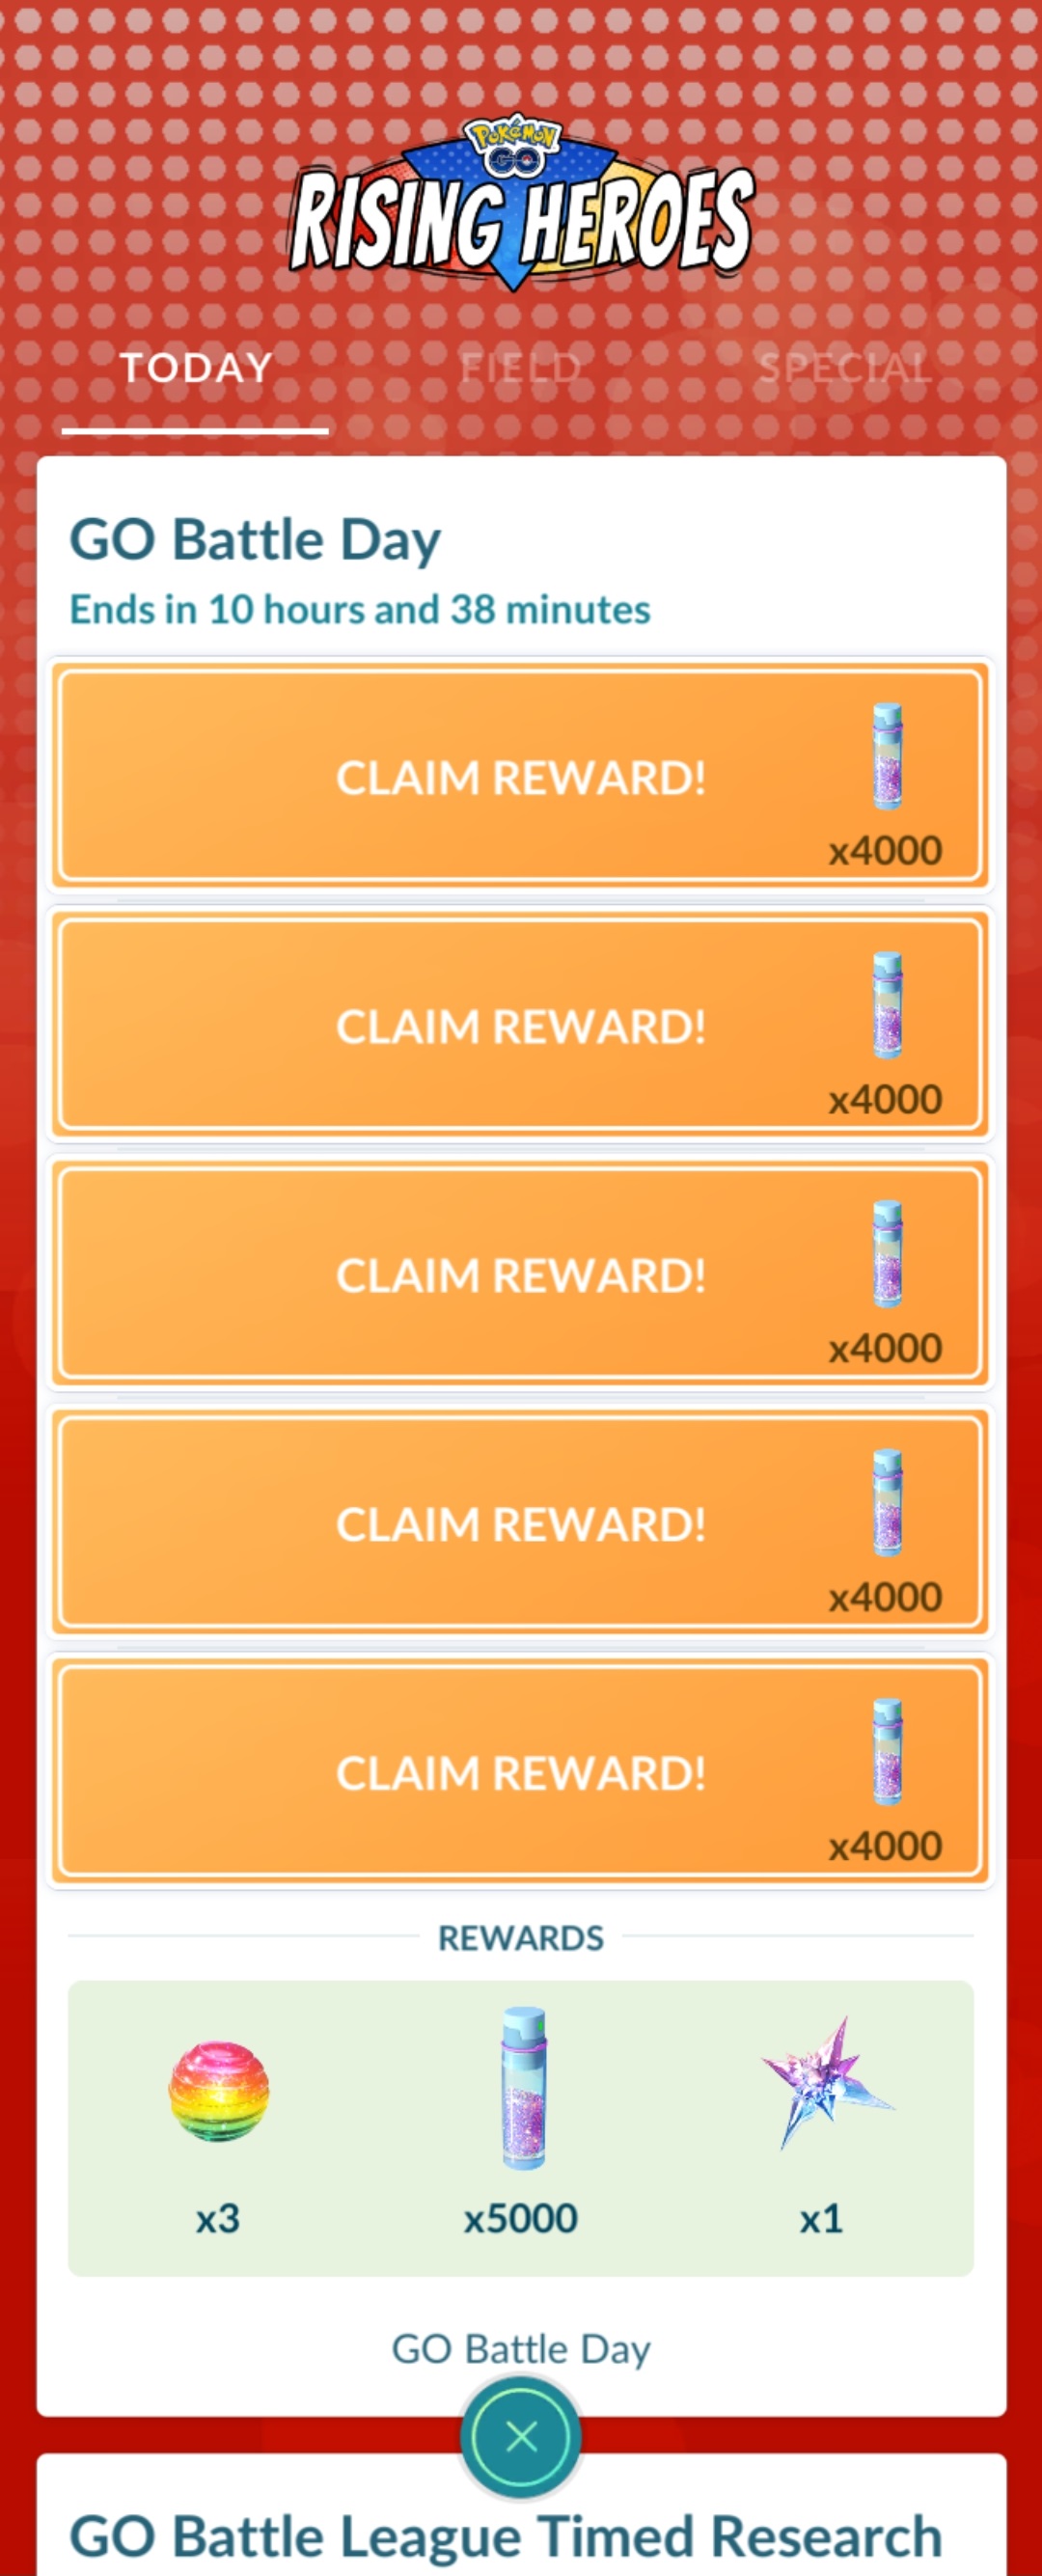 POKéMON
GO
RISING HEROES
TODAY
FIELD
SPECIAL
GO Battle Day
Ends in 10 hours and 38 minutes
CLAIM REWARD!
x4000
CLAIM REWARD!
x4000
CLAIM REWARD!
x4000
CLAIM REWARD!
x4000
CLAIM REWARD!
x4000
REWARDS
x3
x5000
x1
GO Battle Day
GO Battle League Timed Research